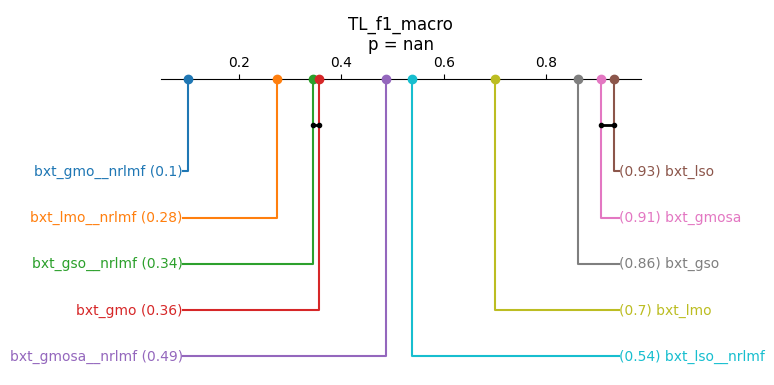 TL_f1_macro
p = nan
0.2 0.4 0.6 0.8
bxt_gmo__nrlmf (0.1) (0.93) bxt_lso
bxt_lmo__nrlmf (0.28) (0.91) bxt_gmosa
bxt_gso__nrlmf (0.34) (0.86) bxt_gso
bxt_gmo (0.36) (0.7) bxt_lmo
bxt_gmosa__nrlmf (0.49) (0.54) bxt_lso__nrlmf